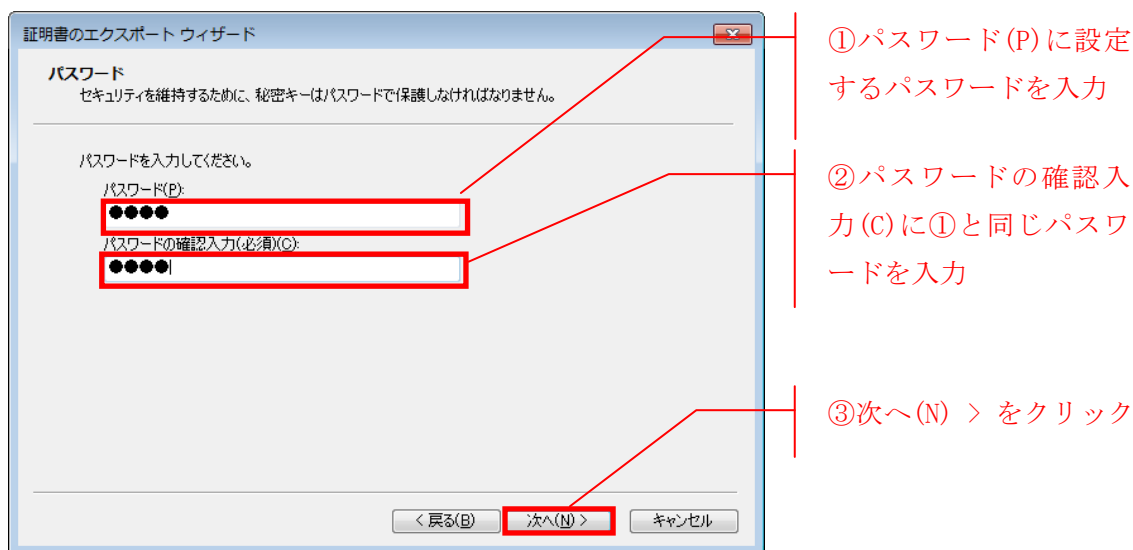 証明書のエクスポート ウィザード
パスワード
セキュリティを維持するために、秘密キーはパスワードで保護しなければなりません。
パスワードを入力してください。
パスワード(P):
●●●●
パスワードの確認入力(必須)(C):
●●●●
< 戻る(B)
次へ(N) >
キャンセル
①パスワード(P)に設定
するパスワードを入力
②パスワードの確認入
力(C)に①と同じパスワ
ードを入力
③次へ(N) > をクリック